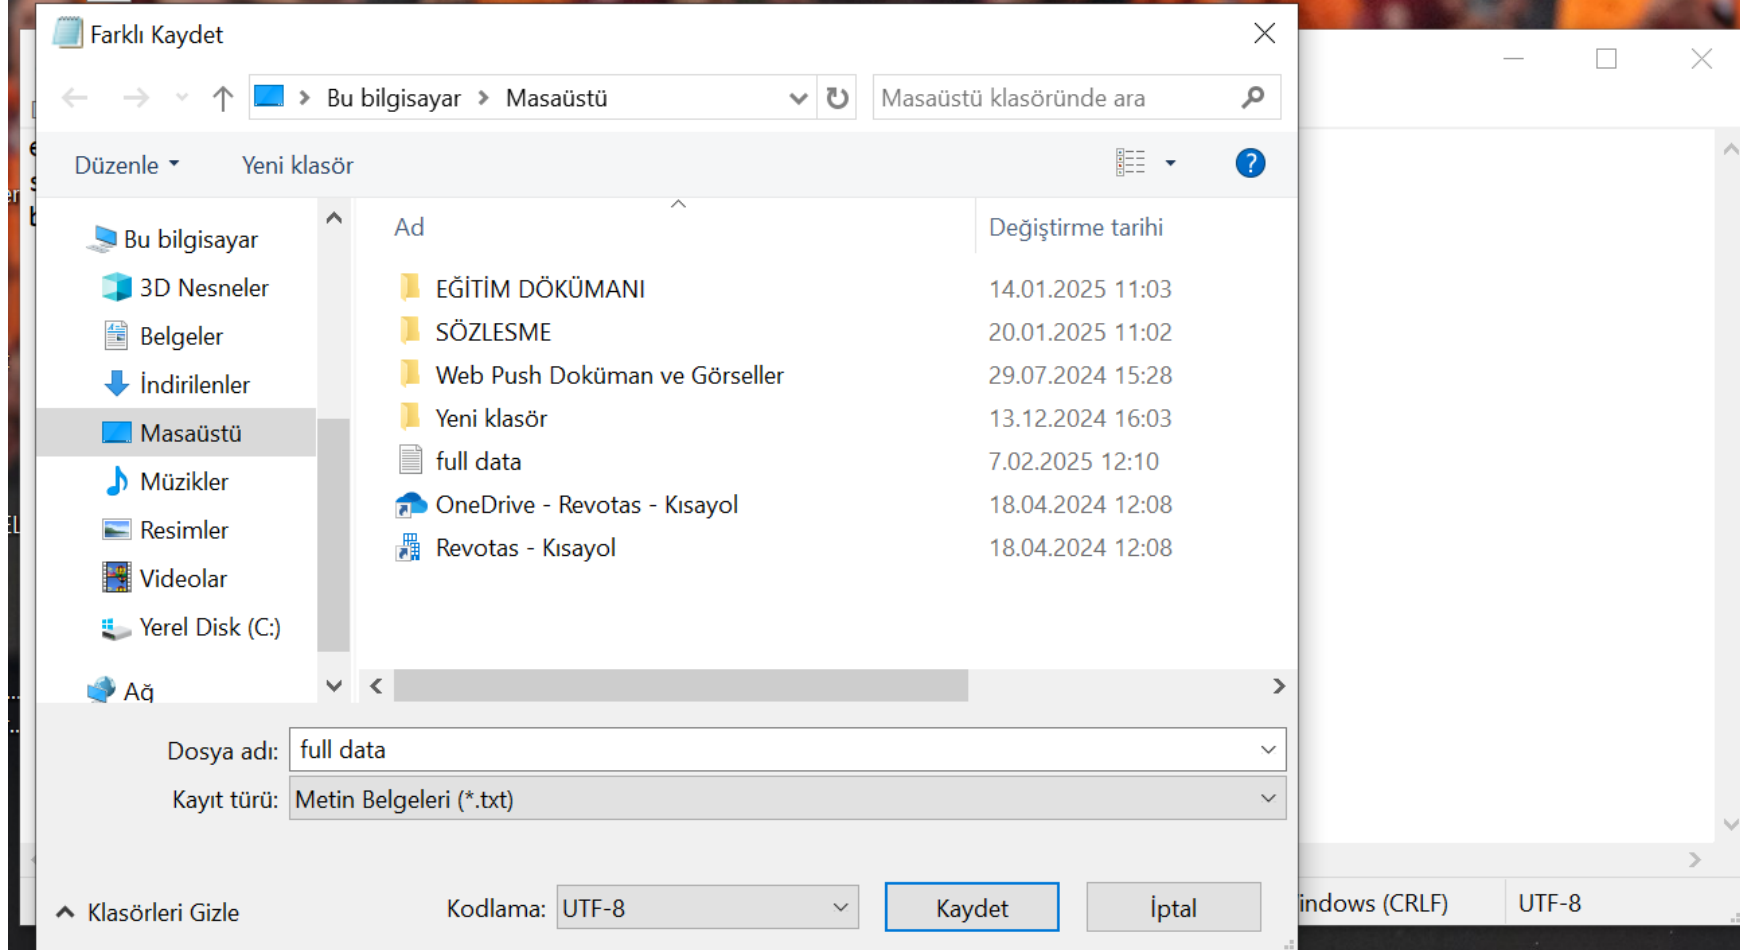 Farklı Kaydet
Bu bilgisayar > Masaüstü
Masaüstü klasöründe ara
Düzenle
Yeni klasör
?
Bu bilgisayar
3D Nesneler
Belgeler
İndirilenler
Masaüstü
Müzikler
Resimler
Videolar
Yerel Disk (C:)
Ağ
Ad
Değiştirme tarihi
EĞİTİM DÖKÜMANI 14.01.2025 11:03
SÖZLESME 20.01.2025 11:02
Web Push Doküman ve Görseller 29.07.2024 15:28
Yeni klasör 13.12.2024 16:03
full data 7.02.2025 12:10
OneDrive - Revotas - Kısayol 18.04.2024 12:08
Revotas - Kısayol 18.04.2024 12:08
Dosya adı: full data
Kayıt türü: Metin Belgeleri (*.txt)
Klasörleri Gizle
Kodlama: UTF-8
Kaydet
İptal
indows (CRLF)
UTF-8